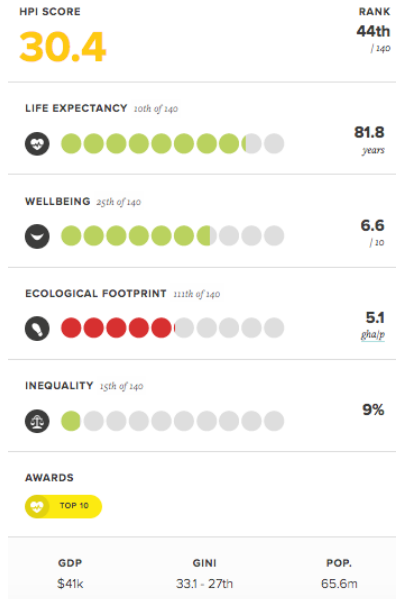 HPI SCORE
RANK
30.4
44th
/ 140
LIFE EXPECTANCY 10th of 140
81.8
years
WELLBEING 25th of 140
6.6
/ 10
ECOLOGICAL FOOTPRINT 111th of 140
5.1
gha/p
INEQUALITY 15th of 140
9%
AWARDS
TOP 10
GDP GINI POP.
$41k 33.1 - 27th 65.6m